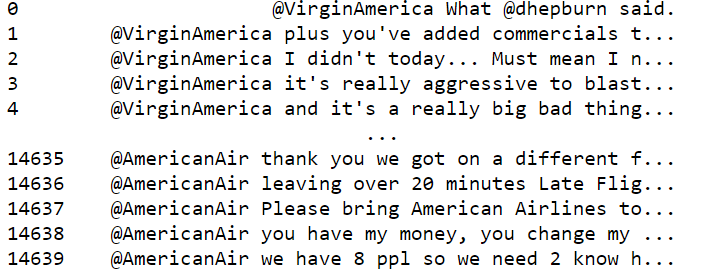 0 @VirginAmerica What @dhepburn said.
1 @VirginAmerica plus you've added commercials t...
2 @VirginAmerica I didn't today... Must mean I n...
3 @VirginAmerica it's really aggressive to blast...
4 @VirginAmerica and it's a really big bad thing...
...
14635 @AmericanAir thank you we got on a different f...
14636 @AmericanAir leaving over 20 minutes Late Flig...
14637 @AmericanAir Please bring American Airlines to...
14638 @AmericanAir you have my money, you change my ...
14639 @AmericanAir we have 8 ppl so we need 2 know h...